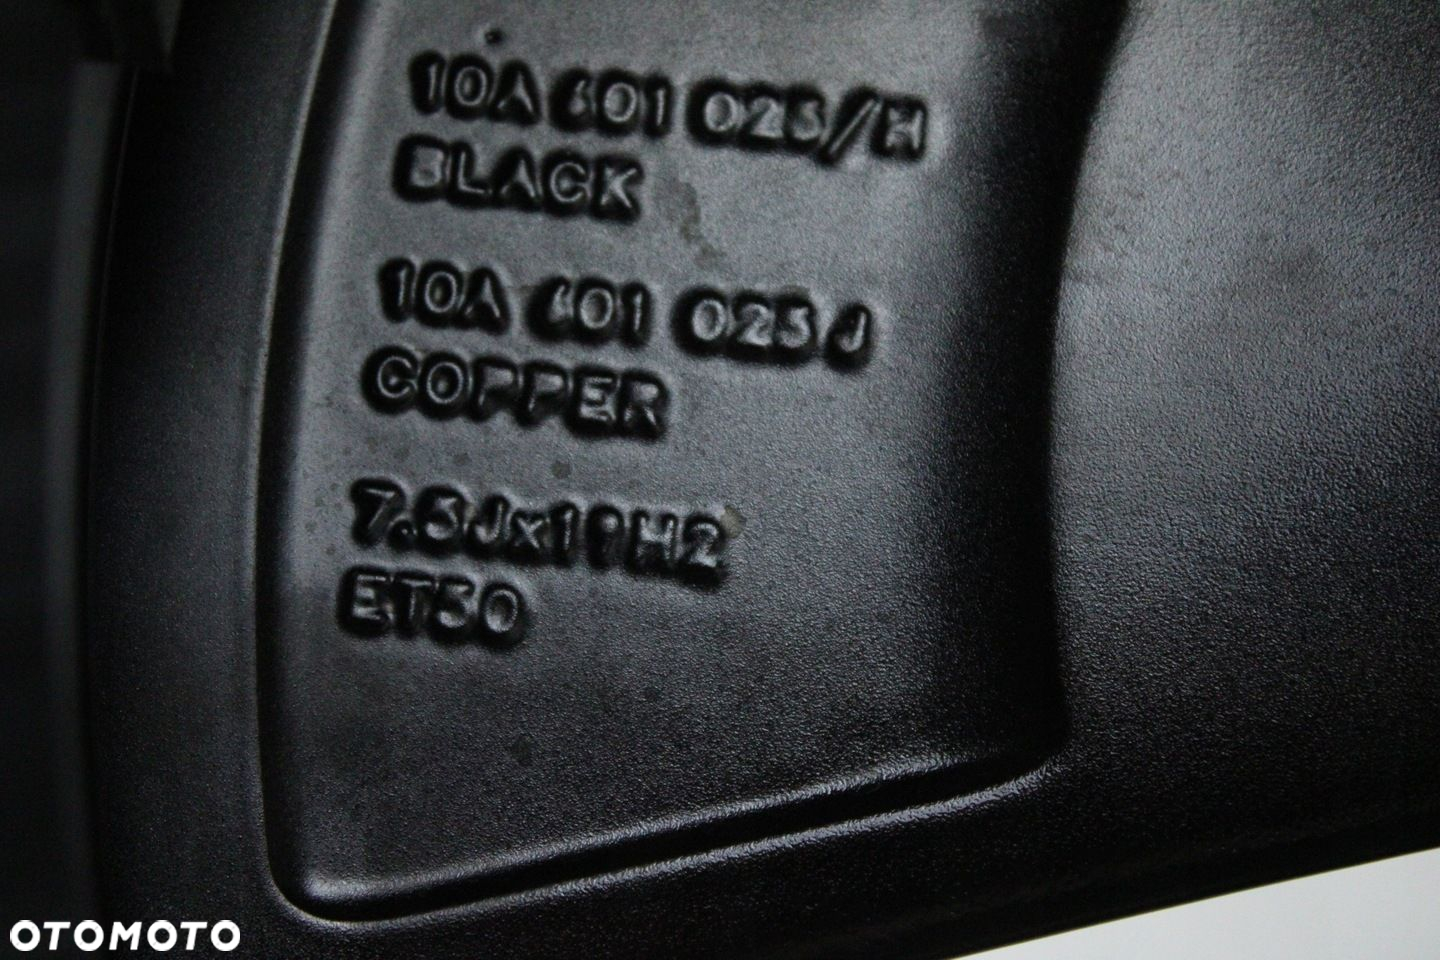 10A 601 025/H
BLACK
10A 601 025 J
COPPER
7.5Jx19H2
ET50
OTOMOTO